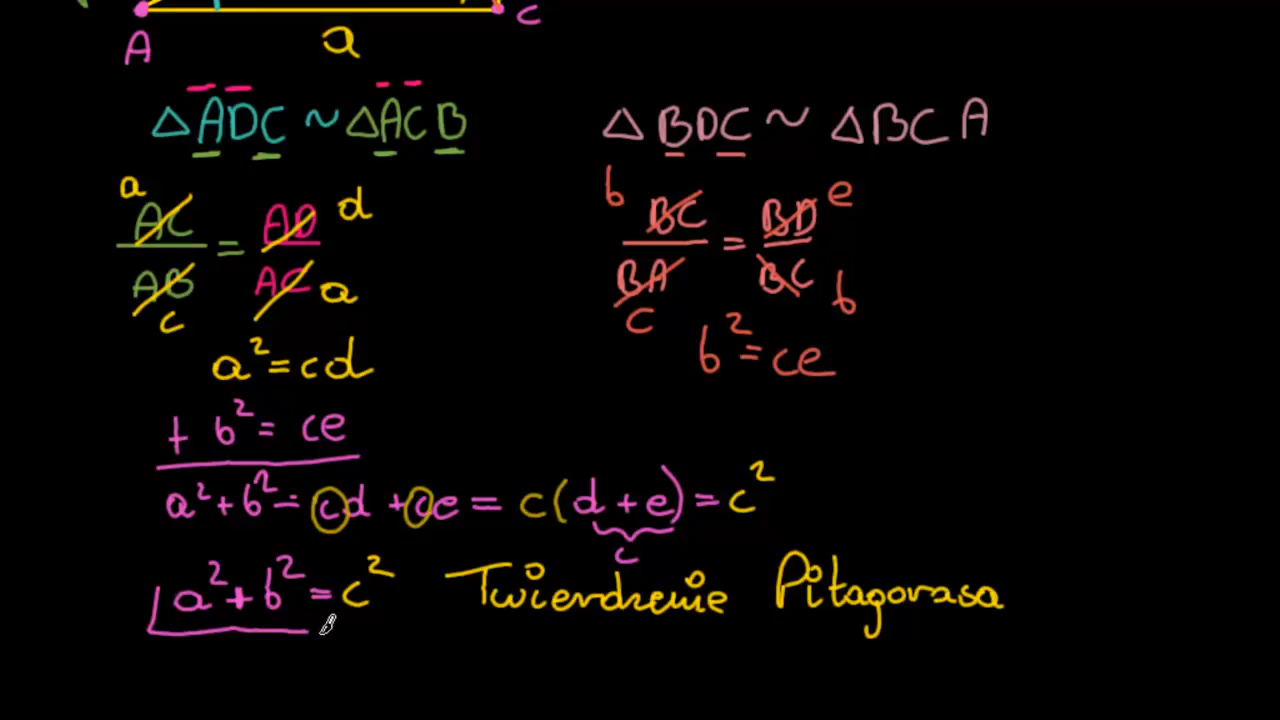 A a C
△ADC ~ △ACB △BDC ~ △BCA
a AC/AB c = AD/AC d a b BC/BA c = BD/BC e b
a² = cd b² = ce
+ b² = ce
a² + b² = cd + ce = c(d + e) = c²
c
a² + b² = c² Twierdzenie Pitagorasa